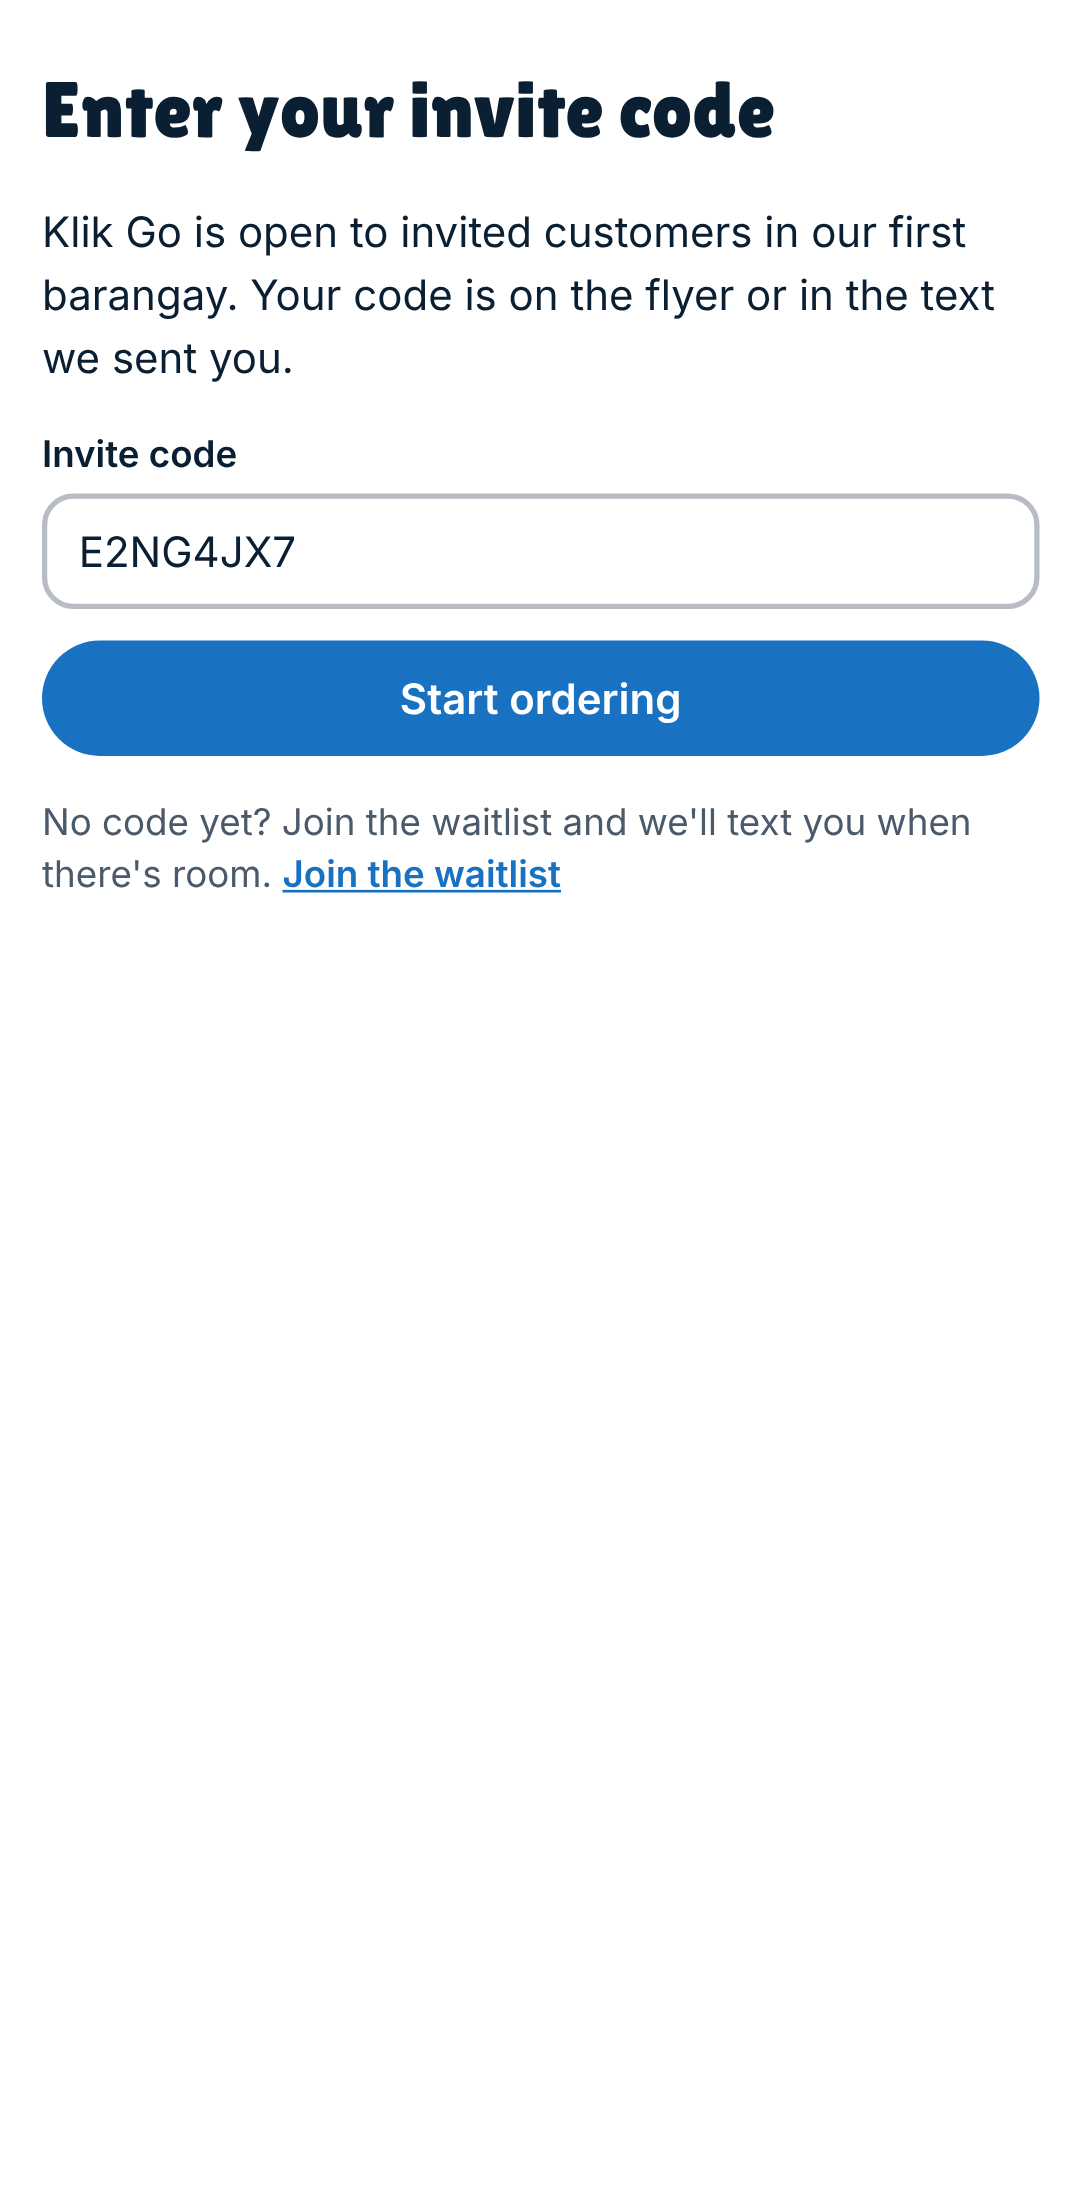 Enter your invite code
Klik Go is open to invited customers in our first
barangay. Your code is on the flyer or in the text
we sent you.
Invite code
E2NG4JX7
Start ordering
No code yet? Join the waitlist and we'll text you when
there's room. Join the waitlist